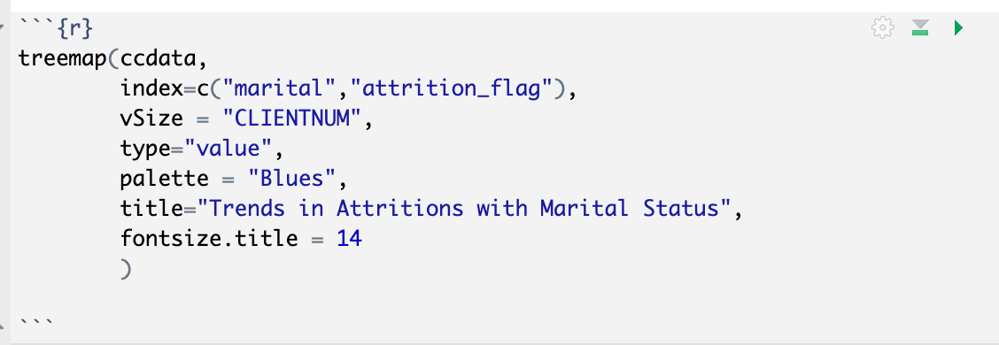 ```{r}
treemap(ccdata,
        index=c("marital","attrition_flag"),
        vSize = "CLIENTNUM",
        type="value",
        palette = "Blues",
        title="Trends in Attritions with Marital Status",
        fontsize.title = 14
        )
```